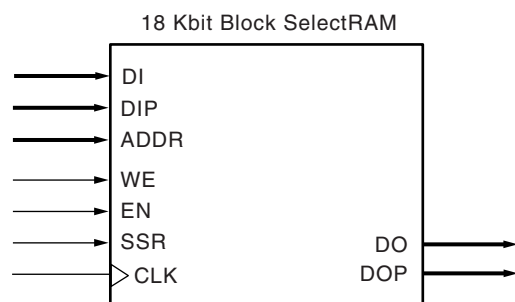 18 Kbit Block SelectRAM
DI
DIP
ADDR
WE
EN
SSR
CLK
DO
DOP